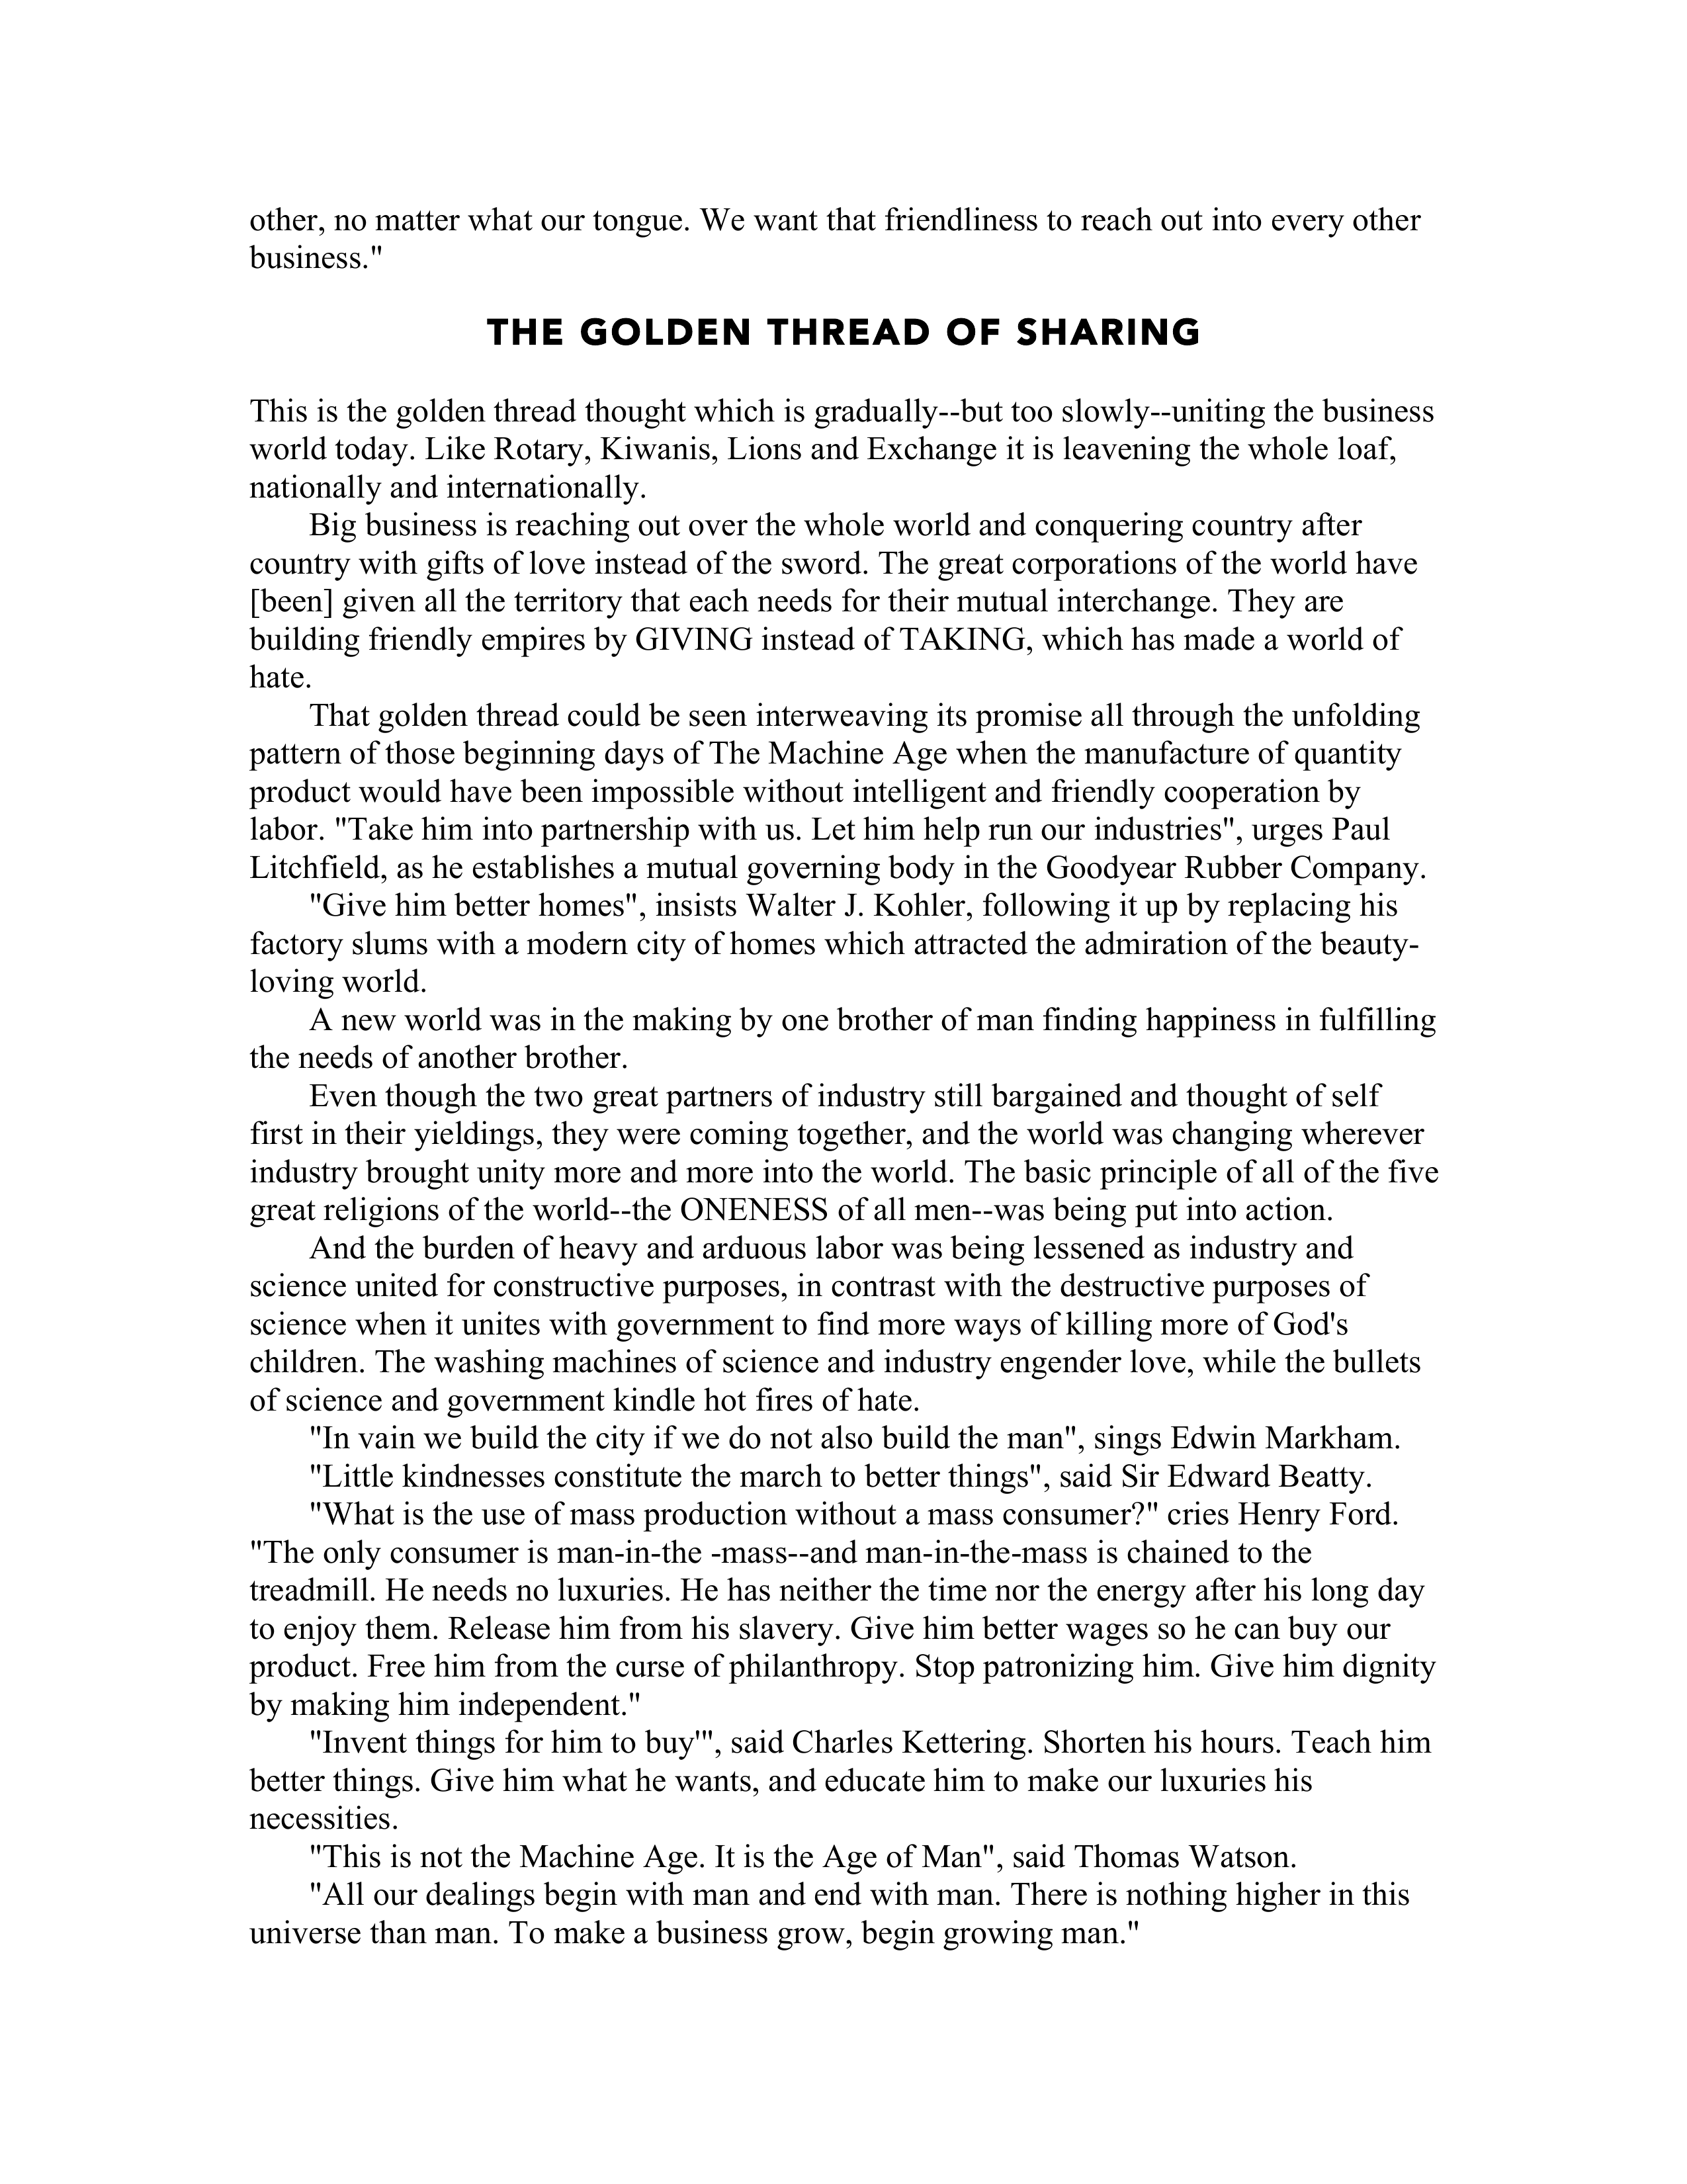 other, no matter what our tongue. We want that friendliness to reach out into every other
business."
THE GOLDEN THREAD OF SHARING
This is the golden thread thought which is gradually--but too slowly--uniting the business
world today. Like Rotary, Kiwanis, Lions and Exchange it is leavening the whole loaf,
nationally and internationally.
Big business is reaching out over the whole world and conquering country after
country with gifts of love instead of the sword. The great corporations of the world have
[been] given all the territory that each needs for their mutual interchange. They are
building friendly empires by GIVING instead of TAKING, which has made a world of
hate.
That golden thread could be seen interweaving its promise all through the unfolding
pattern of those beginning days of The Machine Age when the manufacture of quantity
product would have been impossible without intelligent and friendly cooperation by
labor. "Take him into partnership with us. Let him help run our industries", urges Paul
Litchfield, as he establishes a mutual governing body in the Goodyear Rubber Company.
"Give him better homes", insists Walter J. Kohler, following it up by replacing his
factory slums with a modern city of homes which attracted the admiration of the beauty-
loving world.
A new world was in the making by one brother of man finding happiness in fulfilling
the needs of another brother.
Even though the two great partners of industry still bargained and thought of self
first in their yieldings, they were coming together, and the world was changing wherever
industry brought unity more and more into the world. The basic principle of all of the five
great religions of the world--the ONENESS of all men--was being put into action.
And the burden of heavy and arduous labor was being lessened as industry and
science united for constructive purposes, in contrast with the destructive purposes of
science when it unites with government to find more ways of killing more of God's
children. The washing machines of science and industry engender love, while the bullets
of science and government kindle hot fires of hate.
"In vain we build the city if we do not also build the man", sings Edwin Markham.
"Little kindnesses constitute the march to better things", said Sir Edward Beatty.
"What is the use of mass production without a mass consumer?" cries Henry Ford.
"The only consumer is man-in-the -mass--and man-in-the-mass is chained to the
treadmill. He needs no luxuries. He has neither the time nor the energy after his long day
to enjoy them. Release him from his slavery. Give him better wages so he can buy our
product. Free him from the curse of philanthropy. Stop patronizing him. Give him dignity
by making him independent."
"Invent things for him to buy'", said Charles Kettering. Shorten his hours. Teach him
better things. Give him what he wants, and educate him to make our luxuries his
necessities.
"This is not the Machine Age. It is the Age of Man", said Thomas Watson.
"All our dealings begin with man and end with man. There is nothing higher in this
universe than man. To make a business grow, begin growing man."